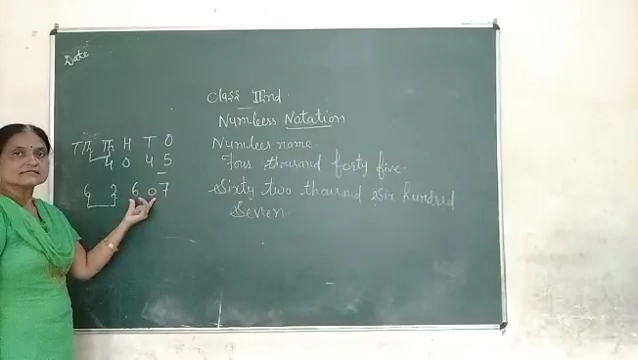 Date
Class IInd
Numbers Notation
TTh Th H T O Number name
4 0 4 5 Four thousand forty five
6 2 6 0 7 Sixty two thousand six hundred
Seven